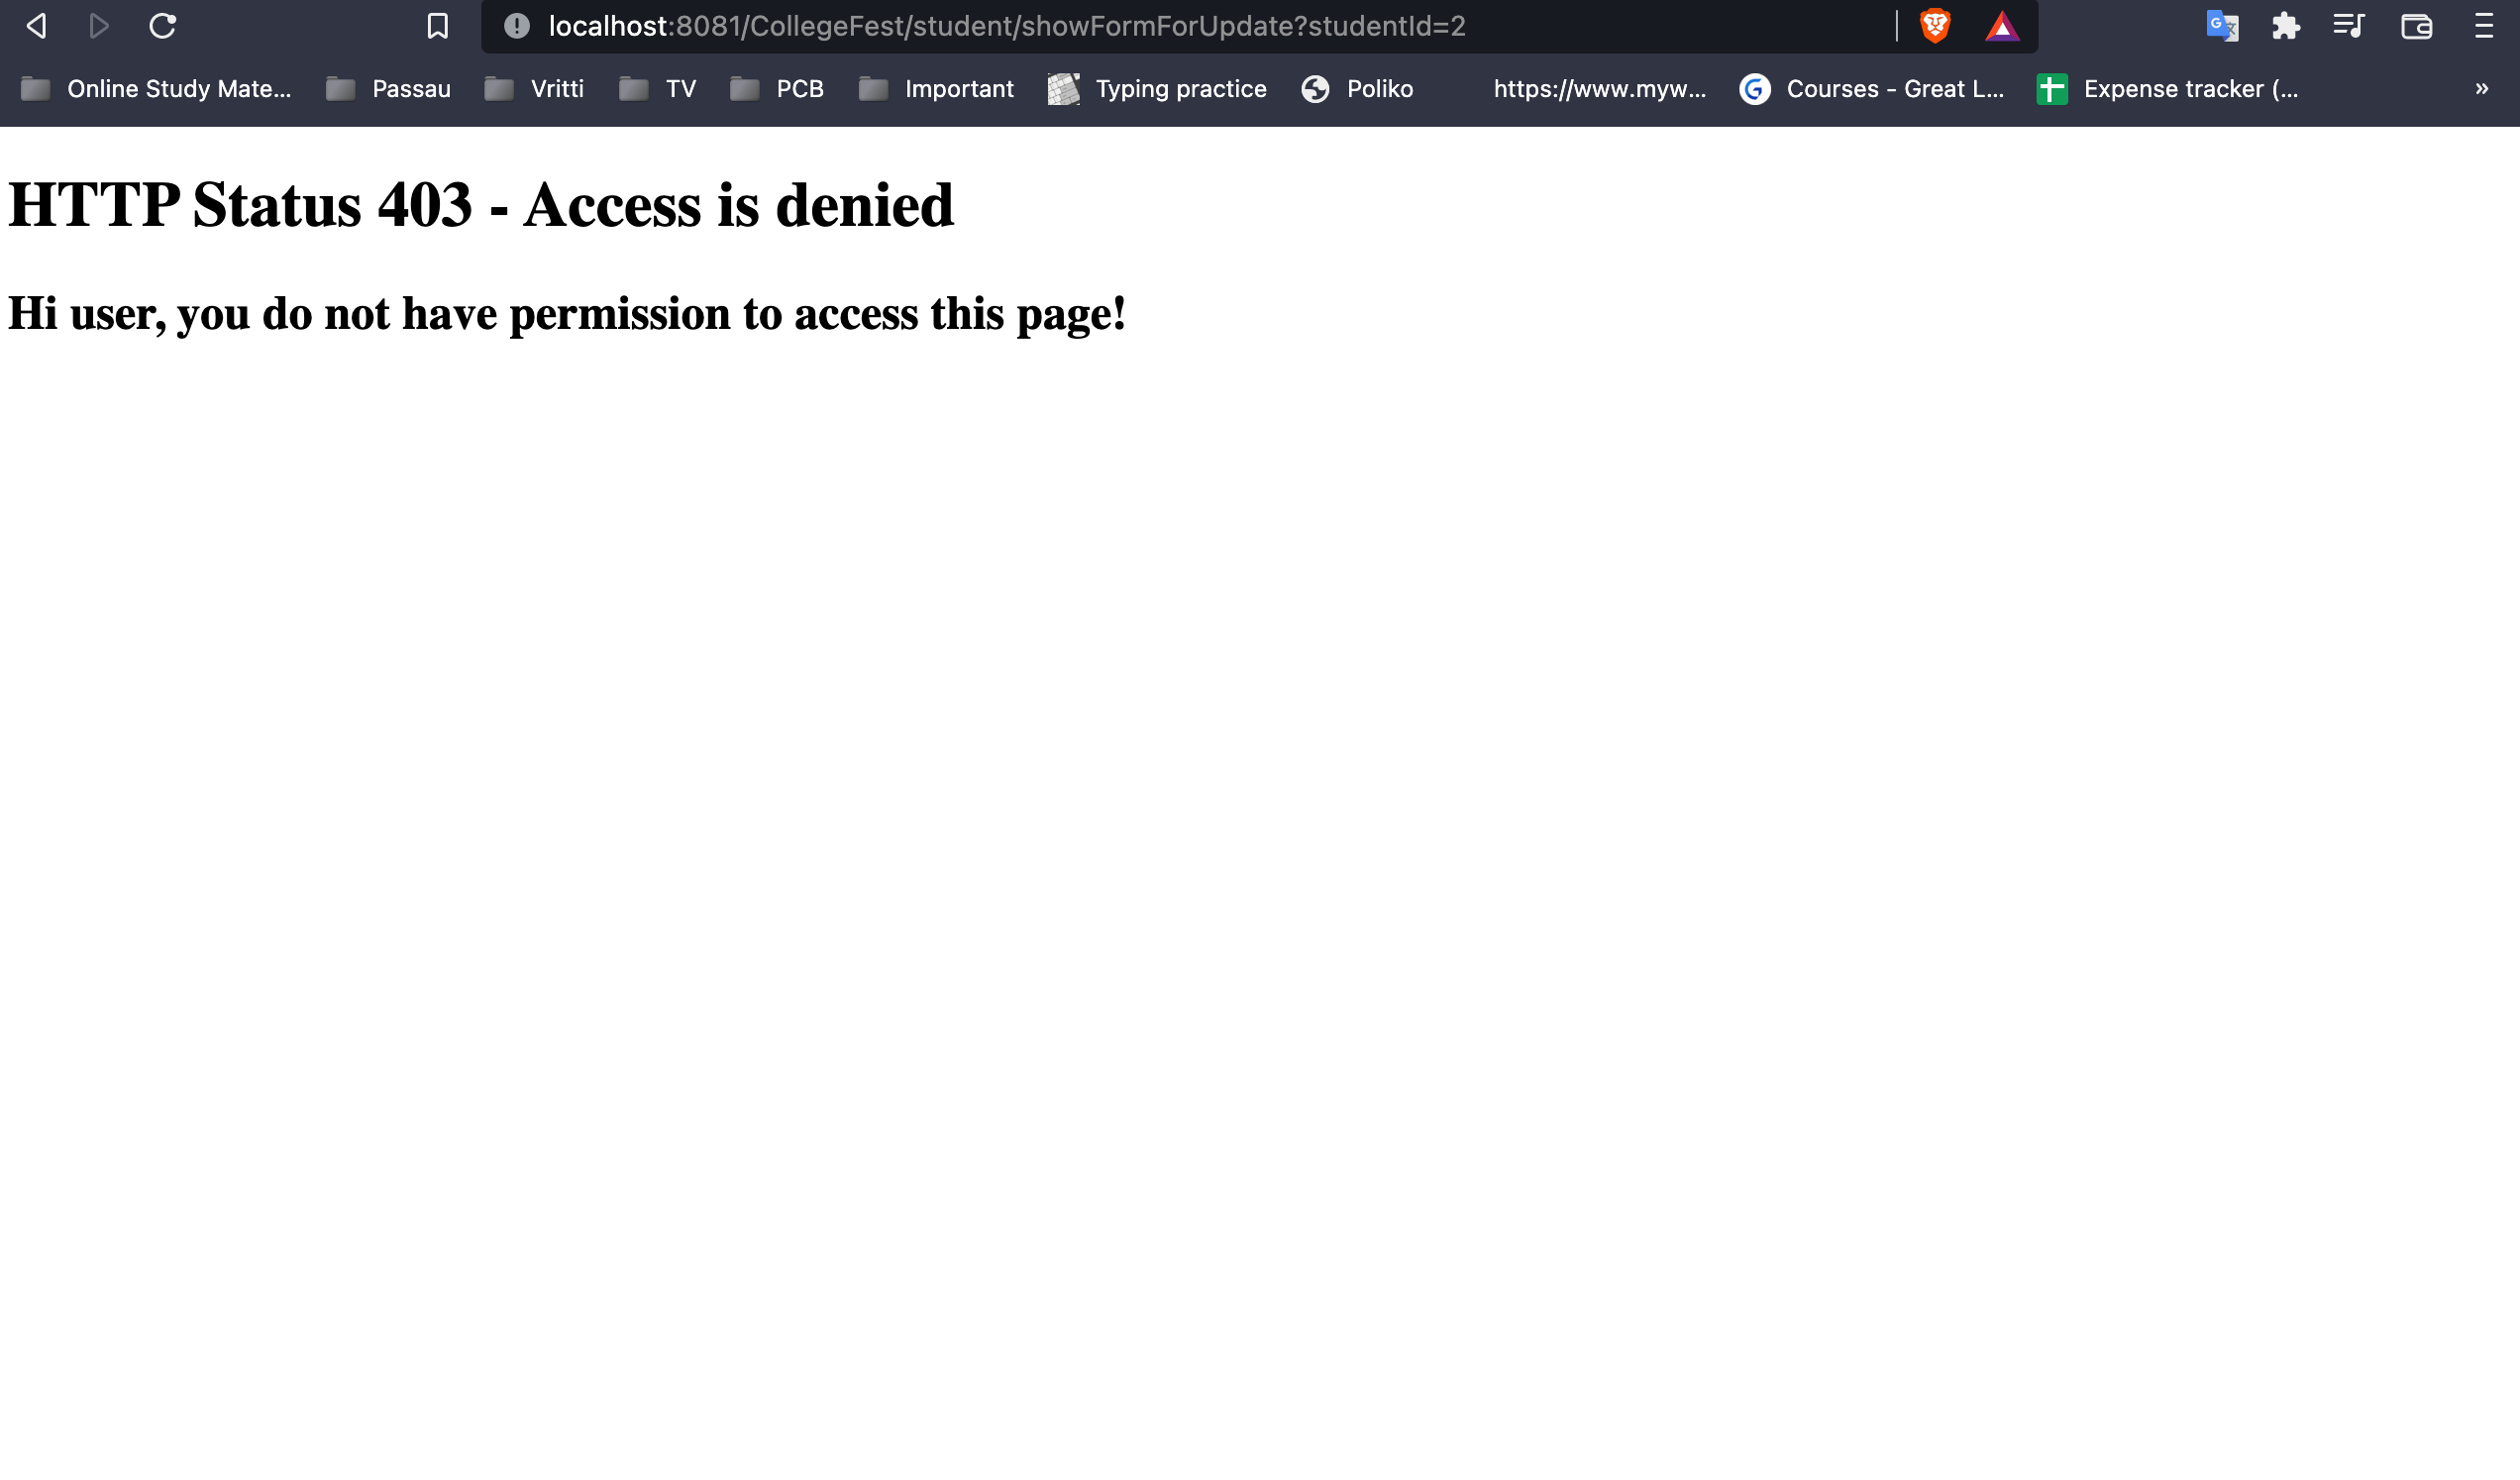 localhost:8081/CollegeFest/student/showFormForUpdate?studentId=2
Online Study Mate... Passau Vritti TV PCB Important Typing practice Poliko https://www.myw... Courses - Great L... Expense tracker (... »
HTTP Status 403 - Access is denied
Hi user, you do not have permission to access this page!